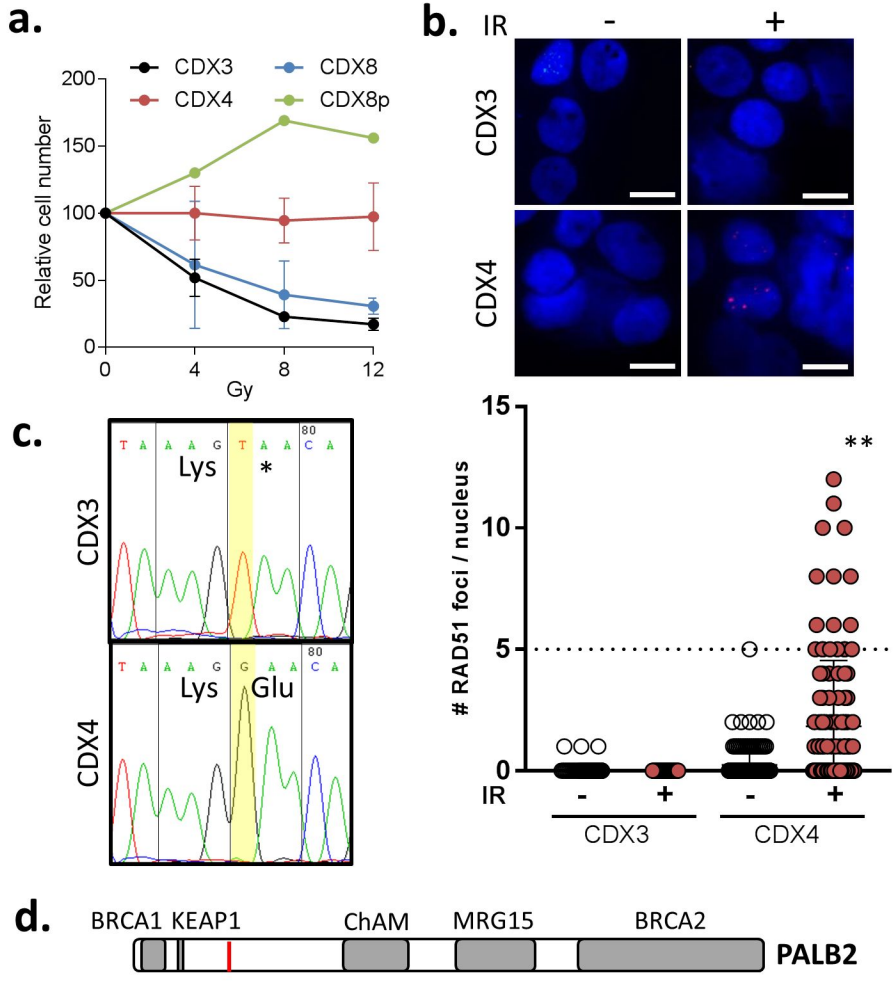 a.
CDX3
CDX8
CDX4
CDX8p
Relative cell number
200
150
100
50
0
0 4 8 12
Gy
b.
IR - +
CDX3
CDX4
# RAD51 foci / nucleus
15
10
5
0
**
IR - + - +
CDX3 CDX4
c.
CDX3
80
T A A A G T A A C A
Lys *
CDX4
80
T A A A G G A A C A
Lys Glu
d.
BRCA1 KEAP1 ChAM MRG15 BRCA2
PALB2